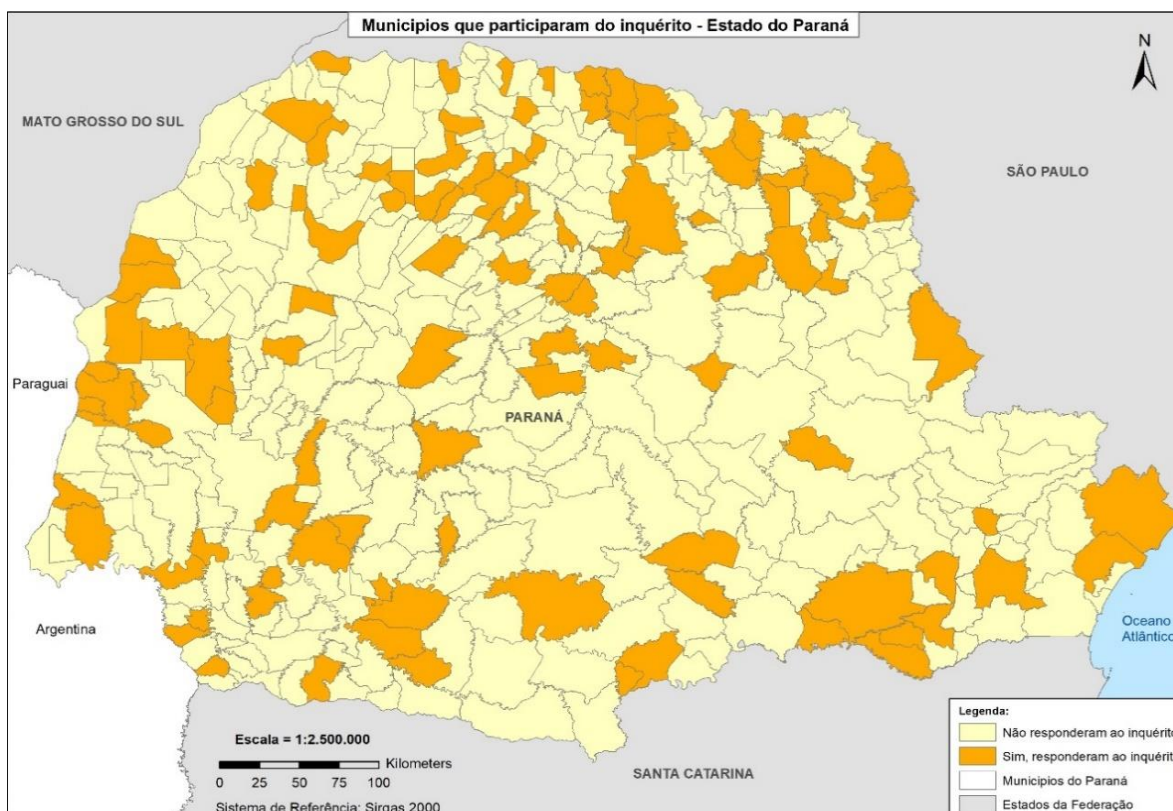 Municipios que participaram do inquérito - Estado do Paraná
N
MATO GROSSO DO SUL
SÃO PAULO
Paraguai
PARANÁ
Argentina
Oceano
Atlântico
SANTA CATARINA
Escala = 1:2.500.000
Kilometers
0 25 50 75 100
Sistema de Referência: Sirgas 2000
Legenda:
Não responderam ao inquérito
Sim, responderam ao inquérit
Municipios do Paraná
Estados da Federação